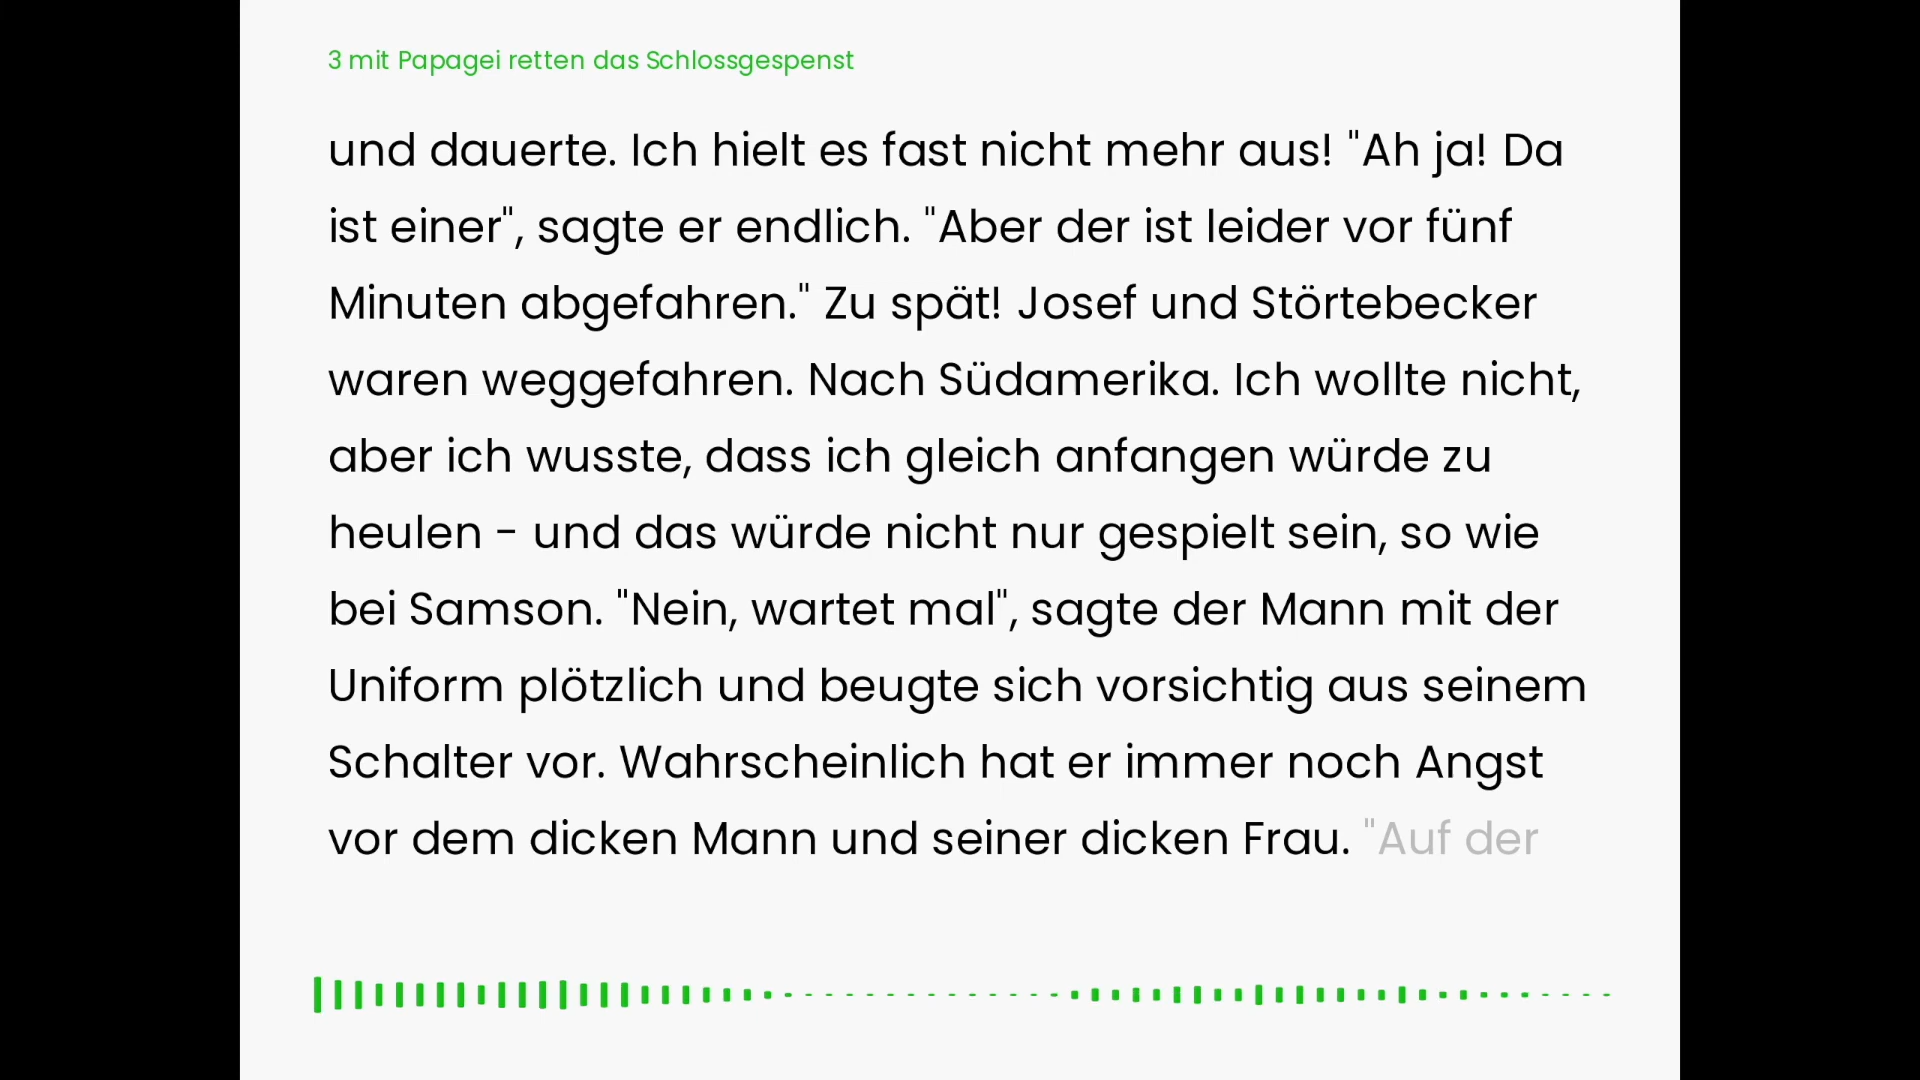 3 mit Papagei retten das Schlossgespenst
und dauerte. Ich hielt es fast nicht mehr aus! "Ah ja! Da
ist einer", sagte er endlich. "Aber der ist leider vor fünf
Minuten abgefahren." Zu spät! Josef und Störtebecker
waren weggefahren. Nach Südamerika. Ich wollte nicht,
aber ich wusste, dass ich gleich anfangen würde zu
heulen - und das würde nicht nur gespielt sein, so wie
bei Samson. "Nein, wartet mal", sagte der Mann mit der
Uniform plötzlich und beugte sich vorsichtig aus seinem
Schalter vor. Wahrscheinlich hat er immer noch Angst
vor dem dicken Mann und seiner dicken Frau. "Auf der